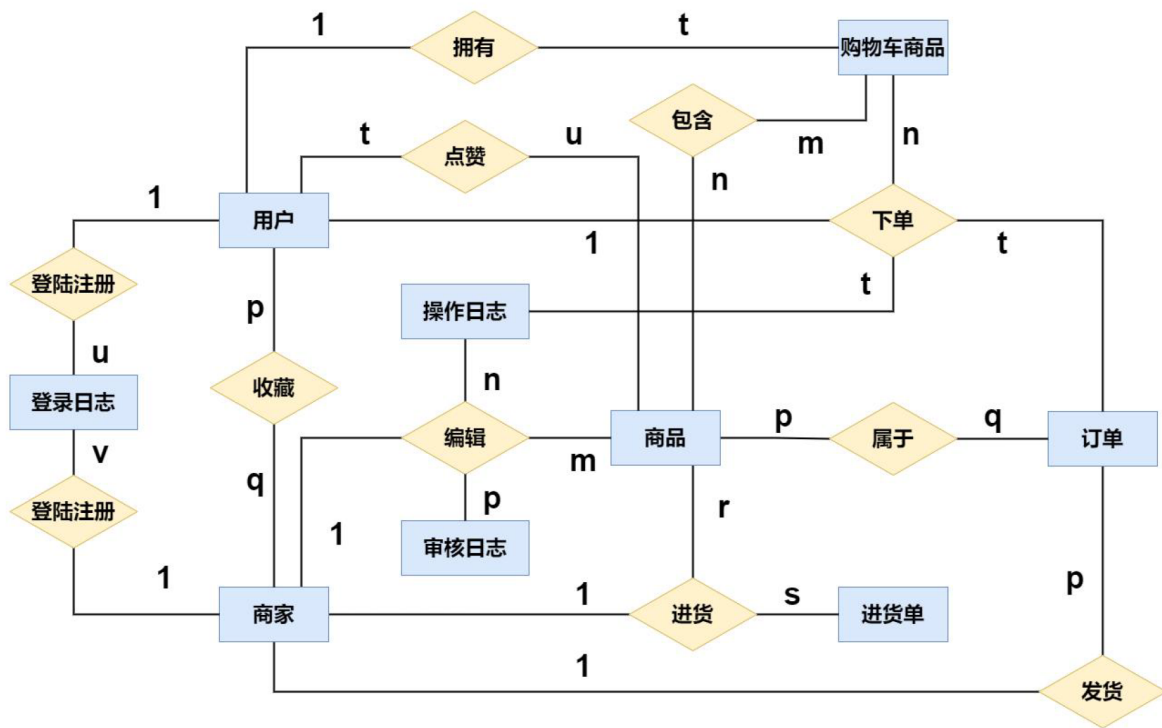 1
拥有
t
购物车商品
包含
m
n
t
点赞
u
n
1
用户
1
下单
t
登陆注册
操作日志
t
p
u
n
登录日志
收藏
编辑
m
商品
p
属于
q
订单
v
登陆注册
q
1
p
审核日志
r
p
1
商家
1
进货
s
进货单
1
发货